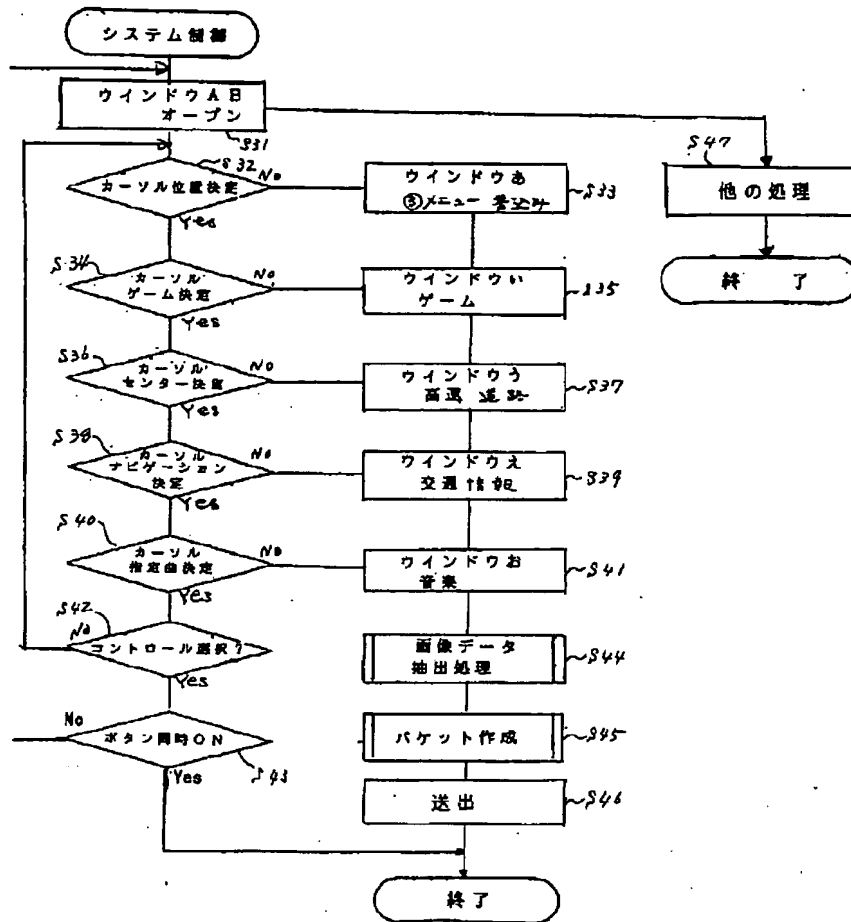 システム制御
ウインドウAB
オープン
S31
S32
カーソル位置決定
No
Yes
ウインドウあ
③メニュー 書込み
S33
S47
他の処理
終 了
S34
カーソル
ゲーム決定
No
Yes
ウインドウい
ゲーム
S35
S36
カーソル
センター決定
No
Yes
ウインドウう
高速 道路
S37
S38
カーソル
ナビゲーション
決定
No
Yes
ウインドウえ
交通 情報
S39
S40
カーソル
指定曲決定
No
Yes
ウインドウお
音楽
S41
S42
No
コントロール選択?
Yes
画像データ
抽出処理
S44
No
ボタン同時ON
S43
Yes
パケット作成
S45
送出
S46
終了